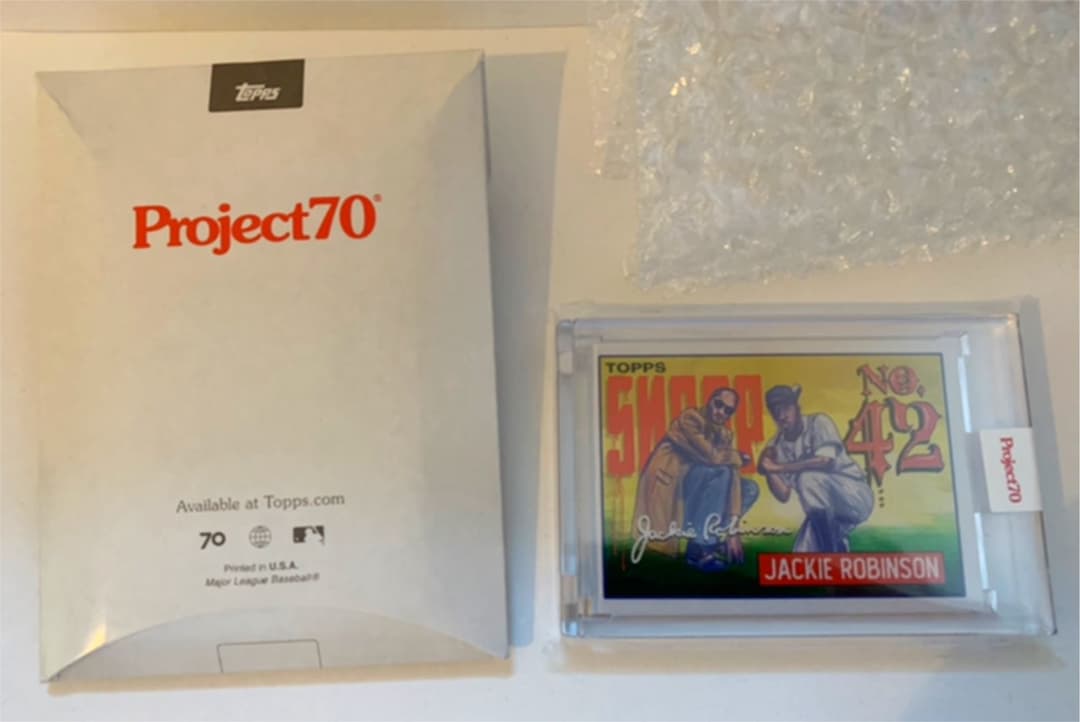 TOPPS
Project70®
Available at Topps.com
70
Printed in U.S.A.
Major League Baseball®
TOPPS
SNOOP
NO.
42
Jackie Robinson
JACKIE ROBINSON
Project70